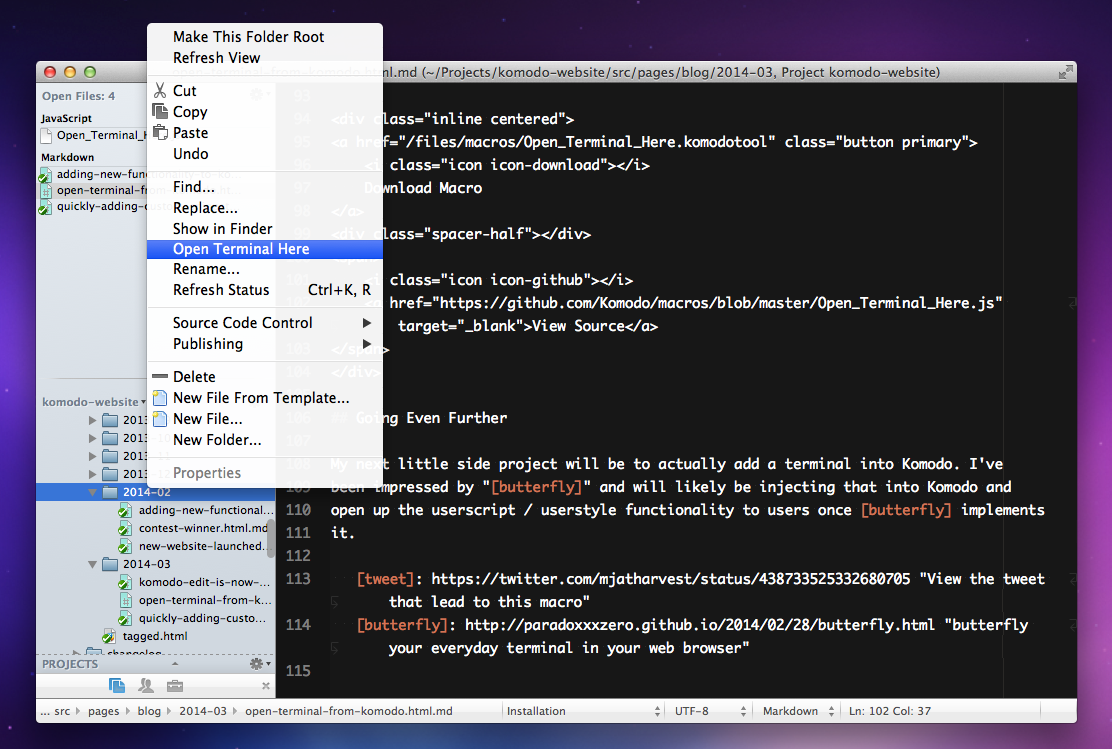 Make This Folder Root
Refresh View
Cut
Copy
Paste
Undo
Find...
Replace...
Show in Finder
Open Terminal Here
Rename...
Refresh Status Ctrl+K, R
Source Code Control
Publishing
Delete
New File From Template...
New File...
New Folder...
Properties
html.md (~/Projects/komodo-website/src/pages/blog/2014-03, Project komodo-website)
Open Files: 4
JavaScript
Open_Terminal_H
Markdown
adding-new-func
open-terminal-from
quickly-adding-cus
komodo-website
2013
2013-10
2013-11
2013-12
2014-02
adding-new-functional...
contest-winner.html.md
new-website-launched...
2014-03
komodo-edit-is-now-...
open-terminal-from-k...
quickly-adding-custo...
tagged.html
changelog
PROJECTS
93
94 <div class="inline centered">
95 <a href="/files/macros/Open_Terminal_Here.komodotool" class="button primary">
96 <i class="icon icon-download"></i>
97 Download Macro
98 </a>
<div class="spacer-half"></div>
<i class="icon icon-github"></i>
href="https://github.com/Komodo/macros/blob/master/Open_Terminal_Here.js"
target="_blank">View Source</a>
103 </span>
104 </div>
106 ## Going Even Further
107
108 My next little side project will be to actually add a terminal into Komodo. I've
109 been impressed by "[butterfly]" and will likely be injecting that into Komodo and
110 open up the userscript / userstyle functionality to users once [butterfly] implements
111 it.
112
113 [tweet]: https://twitter.com/mjatharvest/status/438733525332680705 "View the tweet
that lead to this macro"
114 [butterfly]: http://paradoxxxzero.github.io/2014/02/28/butterfly.html "butterfly
your everyday terminal in your web browser"
115
... src pages blog 2014-03 open-terminal-from-komodo.html.md Installation UTF-8 Markdown Ln: 102 Col: 37